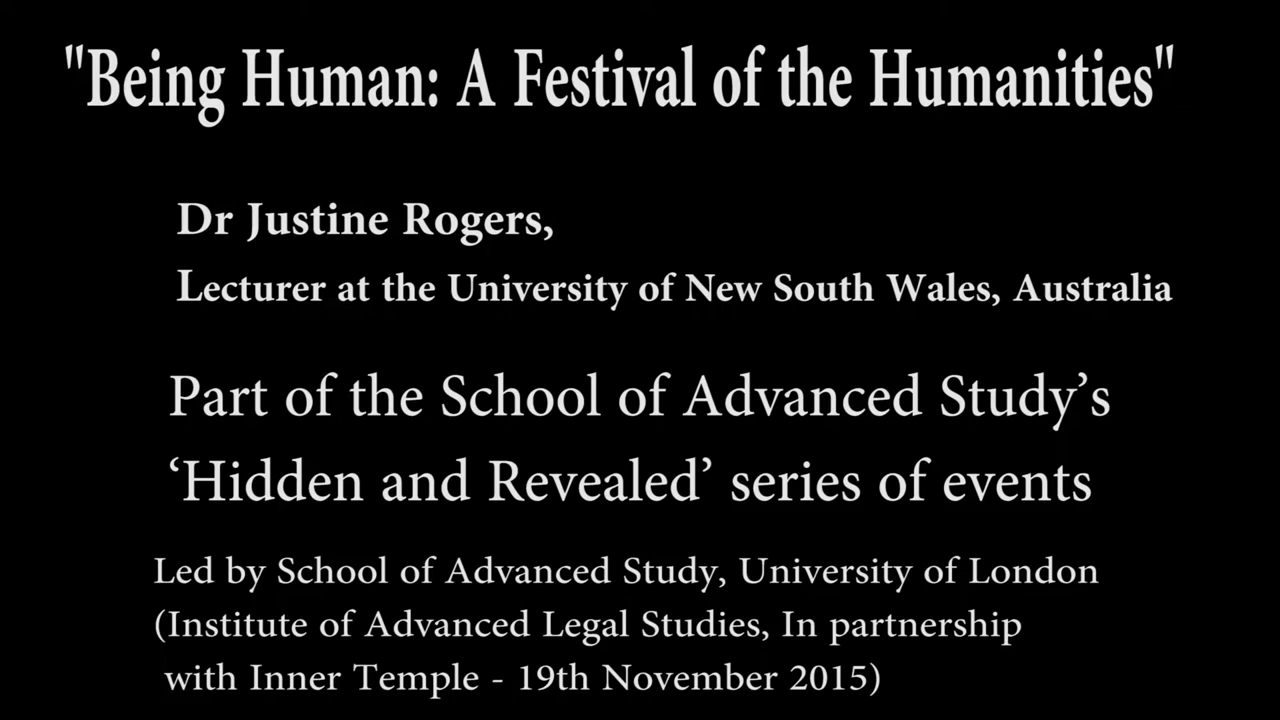 "Being Human: A Festival of the Humanities"
Dr Justine Rogers,
Lecturer at the University of New South Wales, Australia
Part of the School of Advanced Study’s
‘Hidden and Revealed’ series of events
Led by School of Advanced Study, University of London
(Institute of Advanced Legal Studies, In partnership
with Inner Temple - 19th November 2015)